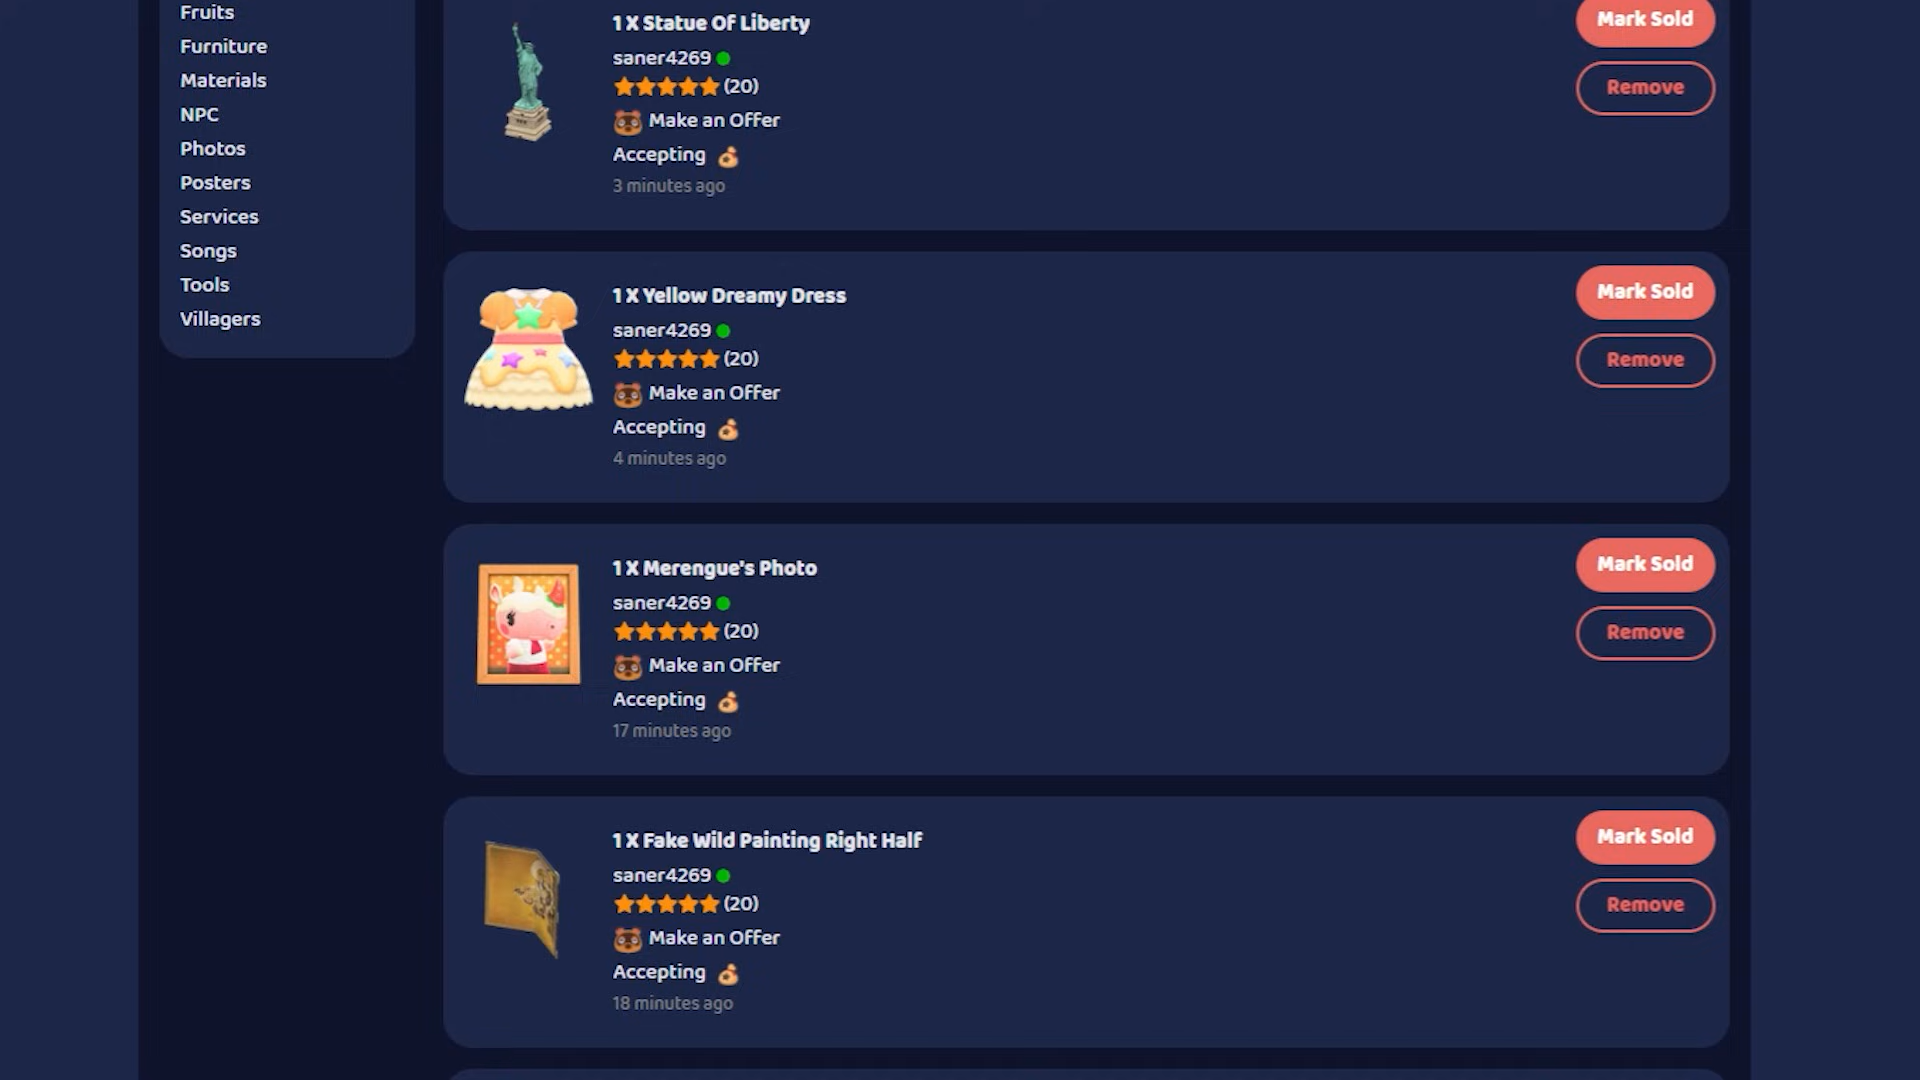 Fruits
Furniture
Materials
NPC
Photos
Posters
Services
Songs
Tools
Villagers
1 X Statue Of Liberty
saner4269
(20)
Make an Offer
Accepting
3 minutes ago
Mark Sold
Remove
1 X Yellow Dreamy Dress
saner4269
(20)
Make an Offer
Accepting
4 minutes ago
Mark Sold
Remove
1 X Merengue's Photo
saner4269
(20)
Make an Offer
Accepting
17 minutes ago
Mark Sold
Remove
1 X Fake Wild Painting Right Half
saner4269
(20)
Make an Offer
Accepting
18 minutes ago
Mark Sold
Remove